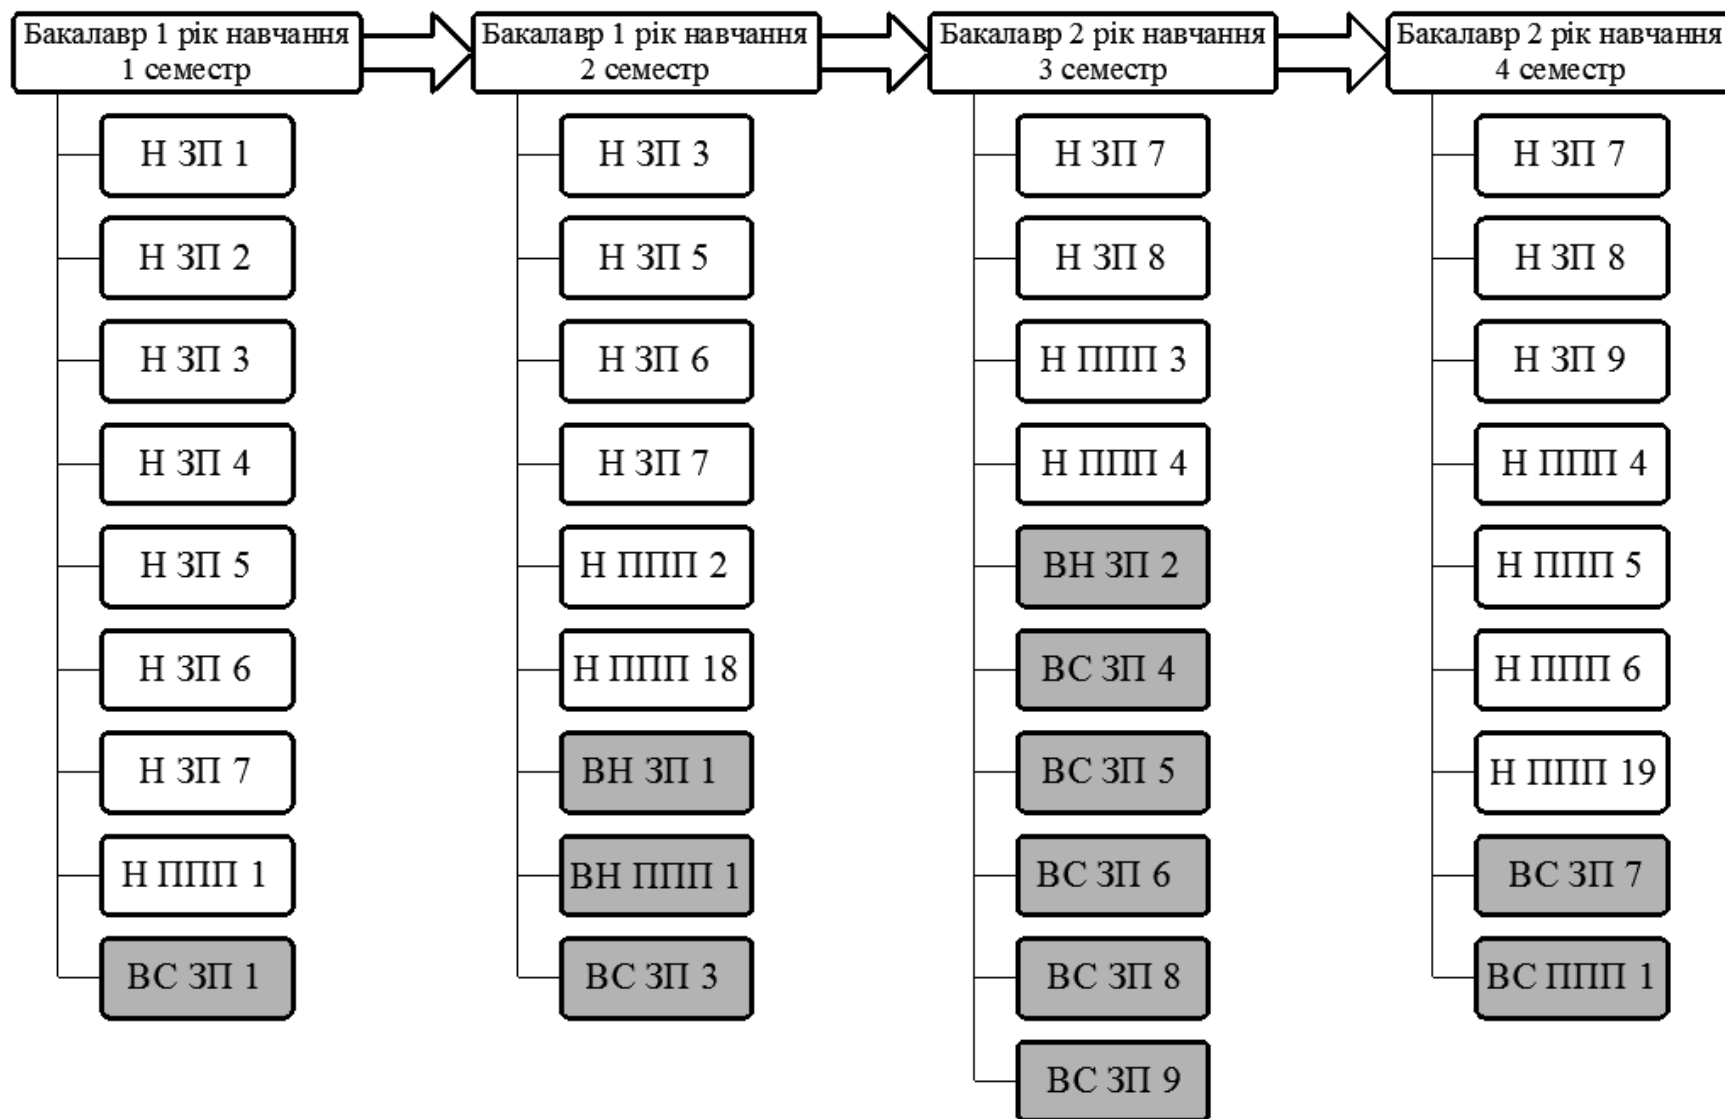 Бакалавр 1 рік навчання
1 семестр
Н ЗП 1
Н ЗП 2
Н ЗП 3
Н ЗП 4
Н ЗП 5
Н ЗП 6
Н ЗП 7
Н ППП 1
ВС ЗП 1
Бакалавр 1 рік навчання
2 семестр
Н ЗП 3
Н ЗП 5
Н ЗП 6
Н ЗП 7
Н ППП 2
Н ППП 18
ВН ЗП 1
ВН ППП 1
ВС ЗП 3
Бакалавр 2 рік навчання
3 семестр
Н ЗП 7
Н ЗП 8
Н ППП 3
Н ППП 4
ВН ЗП 2
ВС ЗП 4
ВС ЗП 5
ВС ЗП 6
ВС ЗП 8
ВС ЗП 9
Бакалавр 2 рік навчання
4 семестр
Н ЗП 7
Н ЗП 8
Н ЗП 9
Н ППП 4
Н ППП 5
Н ППП 6
Н ППП 19
ВС ЗП 7
ВС ППП 1